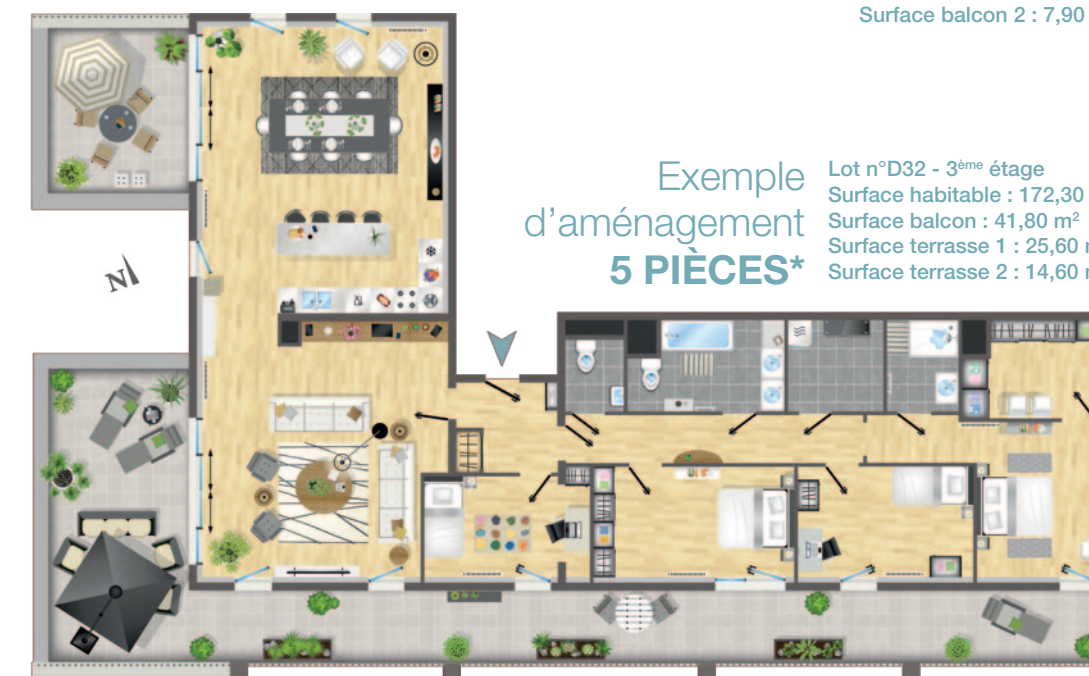 Surface balcon 2 : 7,90
Exemple
d'aménagement
5 PIÈCES*
Lot n°D32 - 3ème étage
Surface habitable : 172,30
Surface balcon : 41,80 m²
Surface terrasse 1 : 25,60 m
Surface terrasse 2 : 14,60 m
N